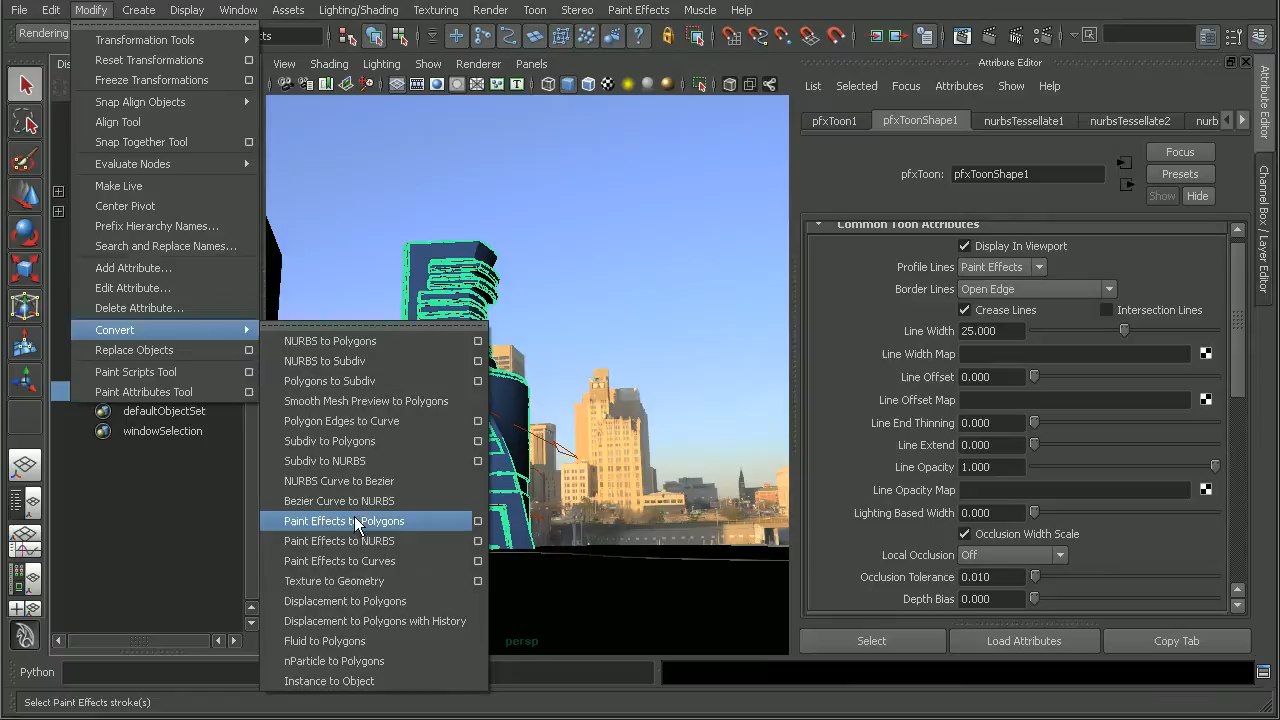 File Edit Modify Create Display Window Assets Lighting/Shading Texturing Render Toon Stereo Paint Effects Muscle Help
Rendering
View Shading Lighting Show Renderer Panels
Transformation Tools
Reset Transformations
Freeze Transformations
Snap Align Objects
Align Tool
Snap Together Tool
Evaluate Nodes
Make Live
Center Pivot
Prefix Hierarchy Names...
Search and Replace Names...
Add Attribute...
Edit Attribute...
Delete Attribute...
Convert
Replace Objects
Paint Scripts Tool
Paint Attributes Tool
defaultObjectSet
windowSelection
NURBS to Polygons
NURBS to Subdiv
Polygons to Subdiv
Smooth Mesh Preview to Polygons
Polygon Edges to Curve
Subdiv to Polygons
Subdiv to NURBS
NURBS Curve to Bezier
Bezier Curve to NURBS
Paint Effects to Polygons
Paint Effects to NURBS
Paint Effects to Curves
Texture to Geometry
Displacement to Polygons
Displacement to Polygons with History
Fluid to Polygons
nParticle to Polygons
Instance to Object
persp
Attribute Editor
List Selected Focus Attributes Show Help
pfxToon1 pfxToonShape1 nurbsTessellate1 nurbsTessellate2 nurb
pfxToon: pfxToonShape1
Focus
Presets
Show Hide
Common Toon Attributes
Display In Viewport
Profile Lines Paint Effects
Border Lines Open Edge
Crease Lines Intersection Lines
Line Width 25.000
Line Width Map
Line Offset 0.000
Line Offset Map
Line End Thinning 0.000
Line Extend 0.000
Line Opacity 1.000
Line Opacity Map
Lighting Based Width 0.000
Occlusion Width Scale
Local Occlusion Off
Occlusion Tolerance 0.010
Depth Bias 0.000
Select Load Attributes Copy Tab
Attribute Editor
Channel Box / Layer Editor
Python
Select Paint Effects stroke(s)